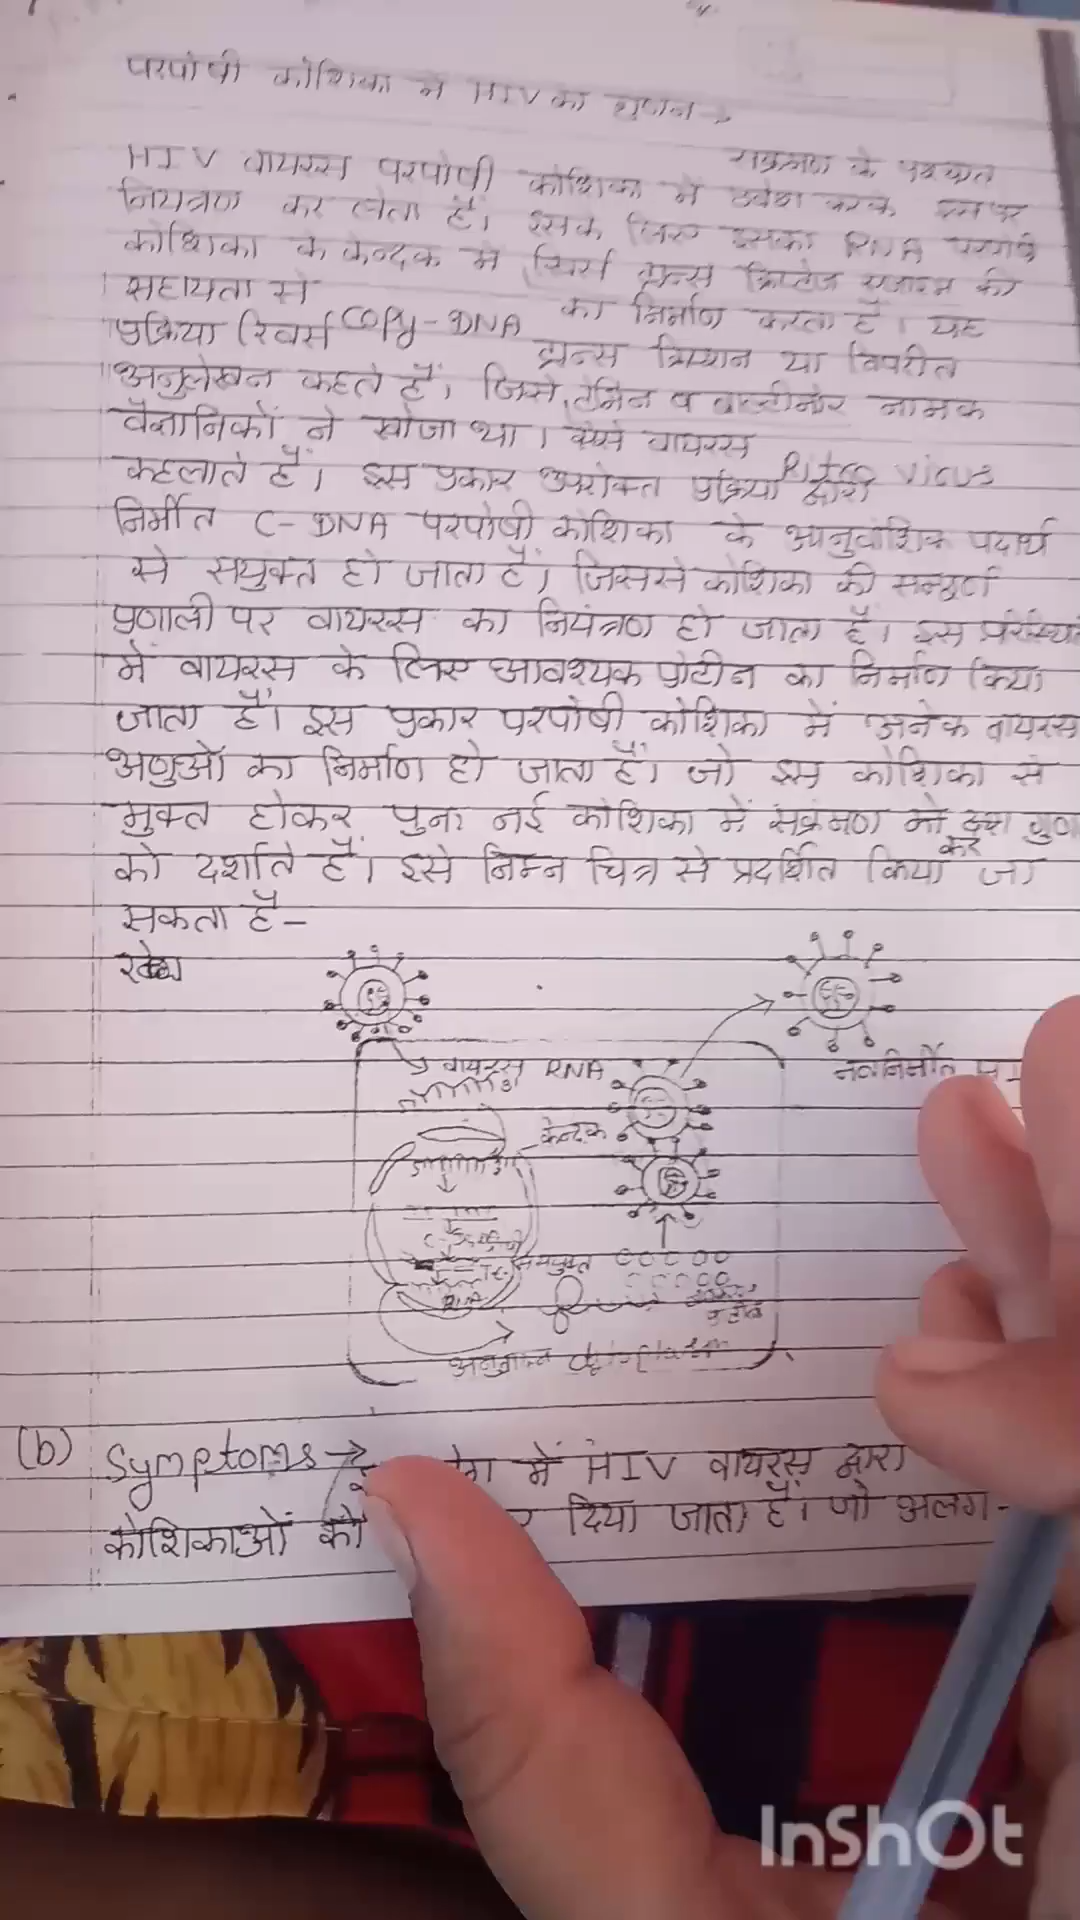 परपोषी कोशिका में HIV का गुणन →
संक्रमण के पश्चात
HIV वायरस परपोषी कोशिका में प्रवेश करके इस पर
नियंत्रण कर लेता है। इसके लिए इसका RNA परपोषी
कोशिका के केन्द्रक में रिवर्स ट्रान्स क्रिप्टेज एन्जाइम की
सहायता से Copy-DNA का निर्माण करता है। यह
प्रक्रिया रिवर्स ट्रान्स क्रिप्शन या विपरीत
अनुलेखन कहते हैं। जिसे टेमिन व बाल्टीमोर नामक
वैज्ञानिकों ने खोजा था। ऐसे वायरस
कहलाते हैं। इस प्रकार उपरोक्त प्रक्रिया द्वारा
निर्मीत C-DNA परपोषी कोशिका के आनुवांशिक पदार्थ
से सयुक्त हो जाता है, जिससे कोशिका की सम्पूर्ण
प्रणाली पर वायरस का नियंत्रण हो जाता है। इस
में वायरस के लिए आवश्यक प्रोटीन का निर्माण किया
जाता है। इस प्रकार परपोषी कोशिका में अनेक वायरस
अणुओं का निर्माण हो जाता है। जो इस कोशिका से
मुक्त होकर पुनः नई कोशिका में संक्रमण
को दर्शाते हैं। इसे निम्न चित्र से प्रदर्शित किया जा
सकता है-
वायरस RNA
नवनिर्मीत
केन्द्रक
RNA
Cytoplasm
(b) Symptoms → में HIV वायरस द्वारा
कोशिकाओं को दिया जाता है। जो अलग-
InShOt